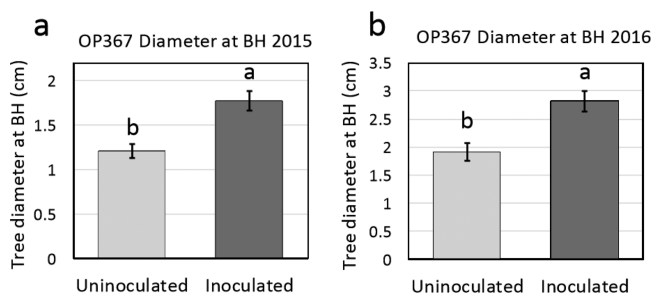 a
OP367 Diameter at BH 2015
Tree diameter at BH (cm)
2
1.5
1
0.5
0
b
a
Uninoculated
Inoculated
b
OP367 Diameter at BH 2016
Tree diameter at BH (cm)
3.5
3
2.5
2
1.5
1
0.5
0
b
a
Uninoculated
Inoculated